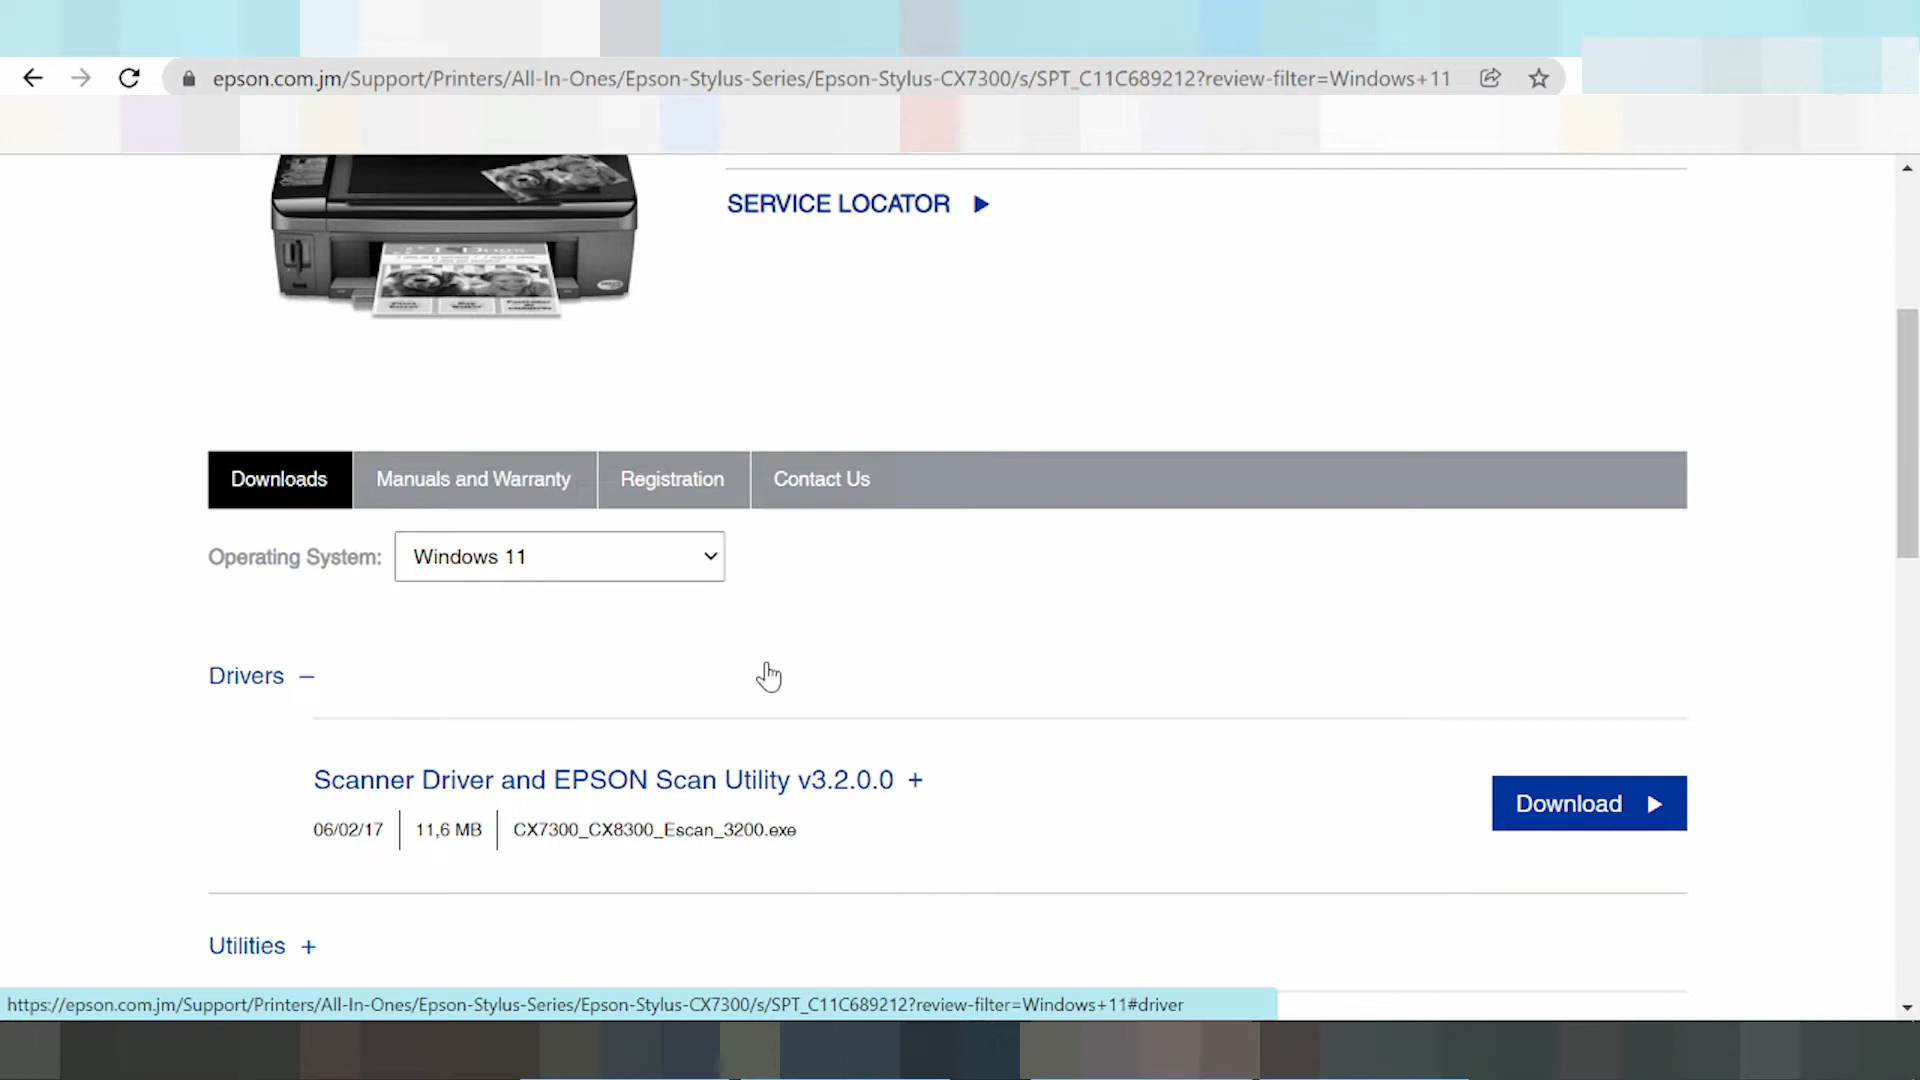 epson.com.jm/Support/Printers/All-In-Ones/Epson-Stylus-Series/Epson-Stylus-CX7300/s/SPT_C11C689212?review-filter=Windows+11
SERVICE LOCATOR
Downloads
Manuals and Warranty
Registration
Contact Us
Operating System:
Windows 11
Drivers –
Scanner Driver and EPSON Scan Utility v3.2.0.0 +
Download
06/02/17
11,6 MB
CX7300_CX8300_Escan_3200.exe
Utilities +
https://epson.com.jm/Support/Printers/All-In-Ones/Epson-Stylus-Series/Epson-Stylus-CX7300/s/SPT_C11C689212?review-filter=Windows+11#driver